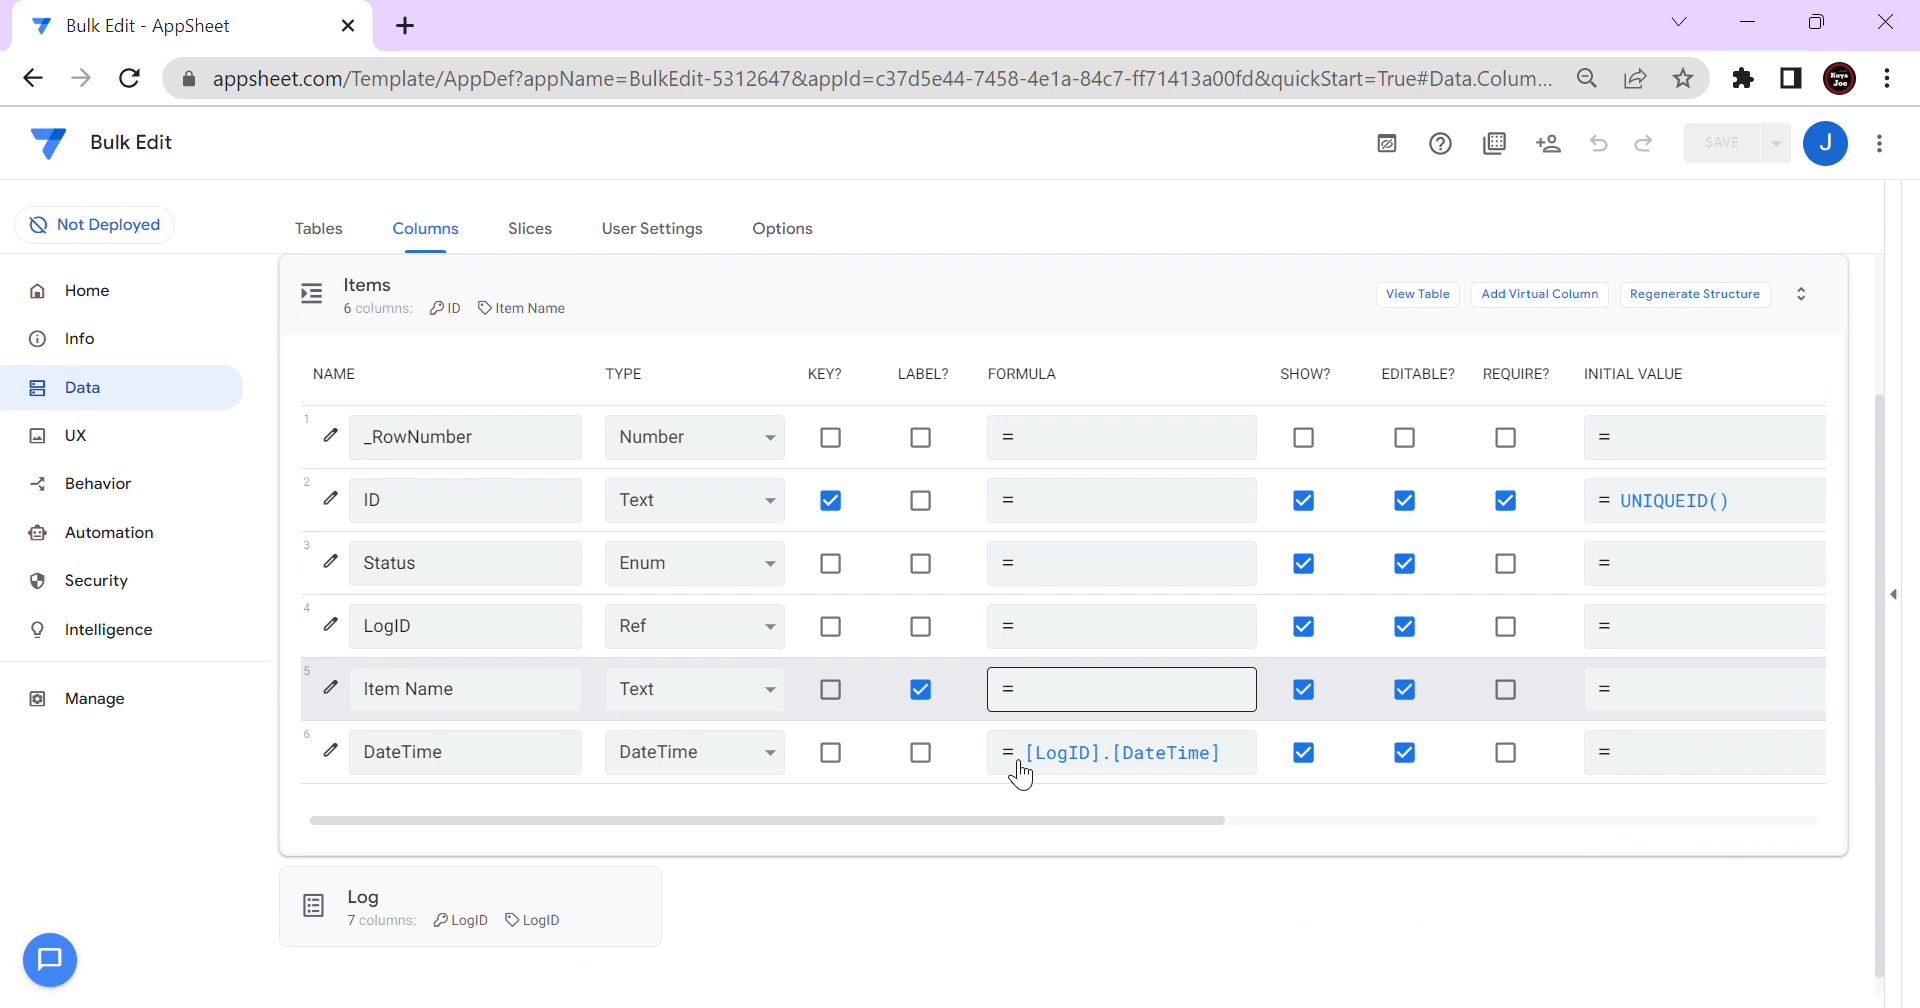 Bulk Edit - AppSheet
appsheet.com/Template/AppDef?appName=BulkEdit-5312647&appId=c37d5e44-7458-4e1a-84c7-ff71413a00fd&quickStart=True#Data.Colum...
Kuya Joe
Bulk Edit
SAVE
J
Not Deployed
Tables Columns Slices User Settings Options
Home
Info
Data
UX
Behavior
Automation
Security
Intelligence
Manage
Items
6 columns: ID Item Name
View Table Add Virtual Column Regenerate Structure
NAME TYPE KEY? LABEL? FORMULA SHOW? EDITABLE? REQUIRE? INITIAL VALUE
1 _RowNumber Number = =
2 ID Text = = UNIQUEID()
3 Status Enum = =
4 LogID Ref = =
5 Item Name Text = =
6 DateTime DateTime = [LogID].[DateTime] =
Log
7 columns: LogID LogID